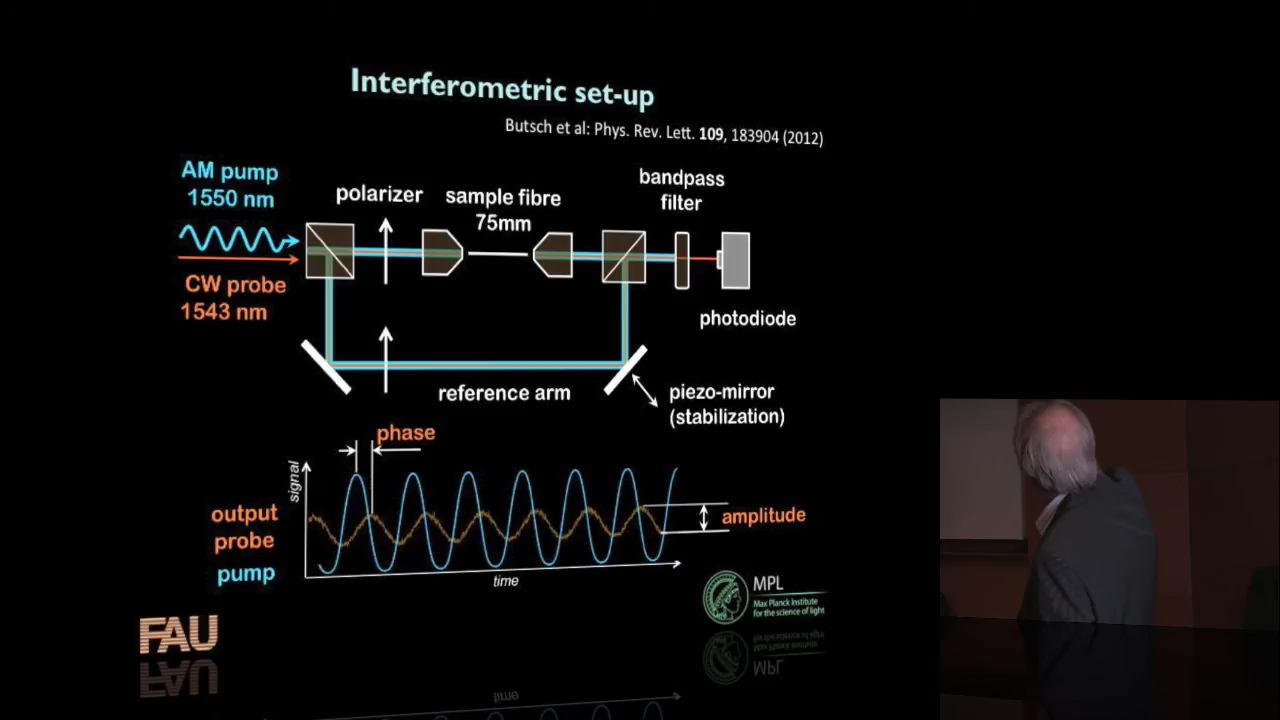 Interferometric set-up
Butsch et al: Phys. Rev. Lett. 109, 183904 (2012)
AM pump
1550 nm
polarizer
sample fibre
75mm
bandpass
filter
CW probe
1543 nm
photodiode
reference arm
piezo-mirror
(stabilization)
phase
signal
output
probe
pump
amplitude
time
MPL
Max Planck Institute
for the science of light
FAU